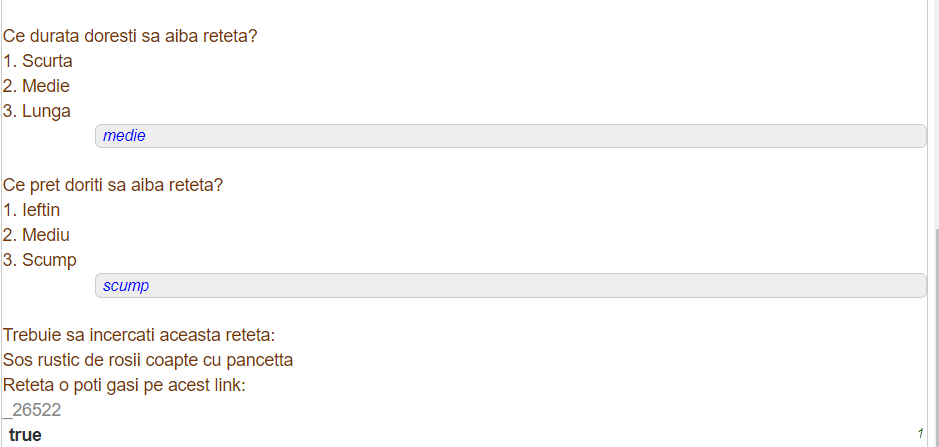 Ce durata doresti sa aiba reteta?
1. Scurta
2. Medie
3. Lunga
medie
Ce pret doriti sa aiba reteta?
1. Ieftin
2. Mediu
3. Scump
scump
Trebuie sa incercati aceasta reteta:
Sos rustic de rosii coapte cu pancetta
Reteta o poti gasi pe acest link:
_26522
true
1